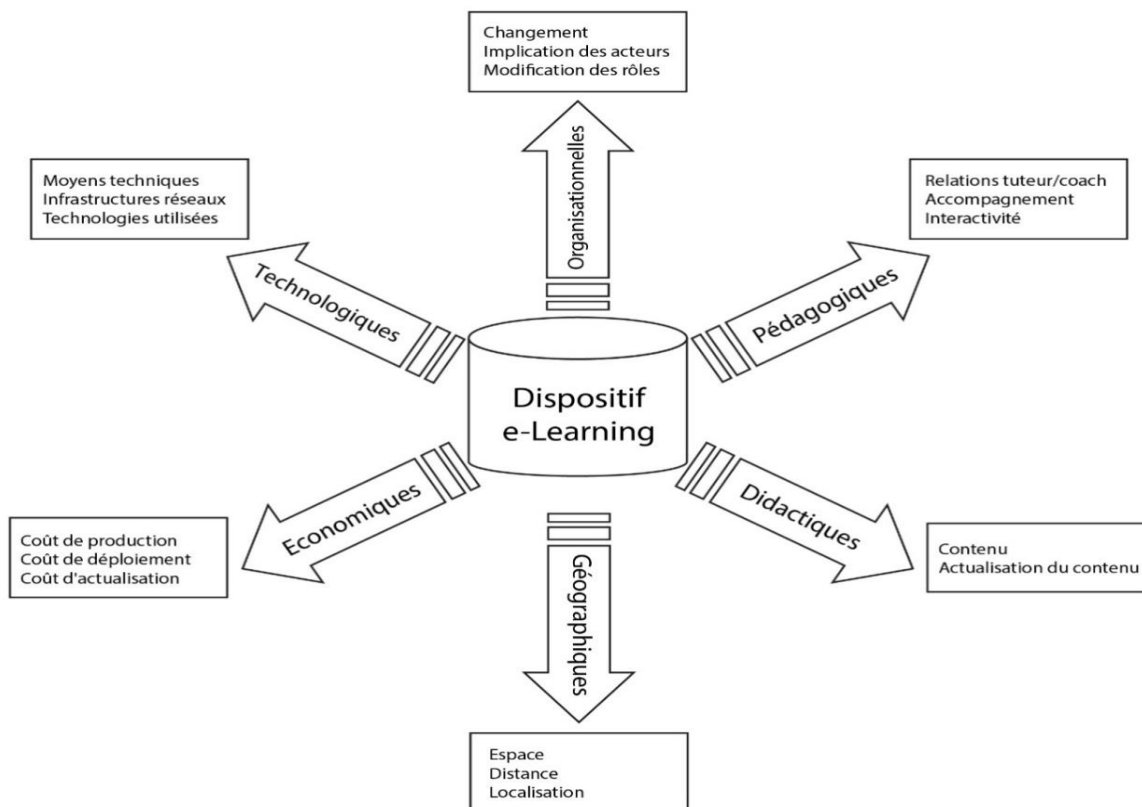 Changement
Implication des acteurs
Modification des rôles
Organisationnelles
Moyens techniques
Infrastructures réseaux
Technologies utilisées
Technologiques
Relations tuteur/coach
Accompagnement
Interactivité
Pédagogiques
Dispositif
e-Learning
Coût de production
Coût de déploiement
Coût d'actualisation
Economiques
Contenu
Actualisation du contenu
Didactiques
Géographiques
Espace
Distance
Localisation